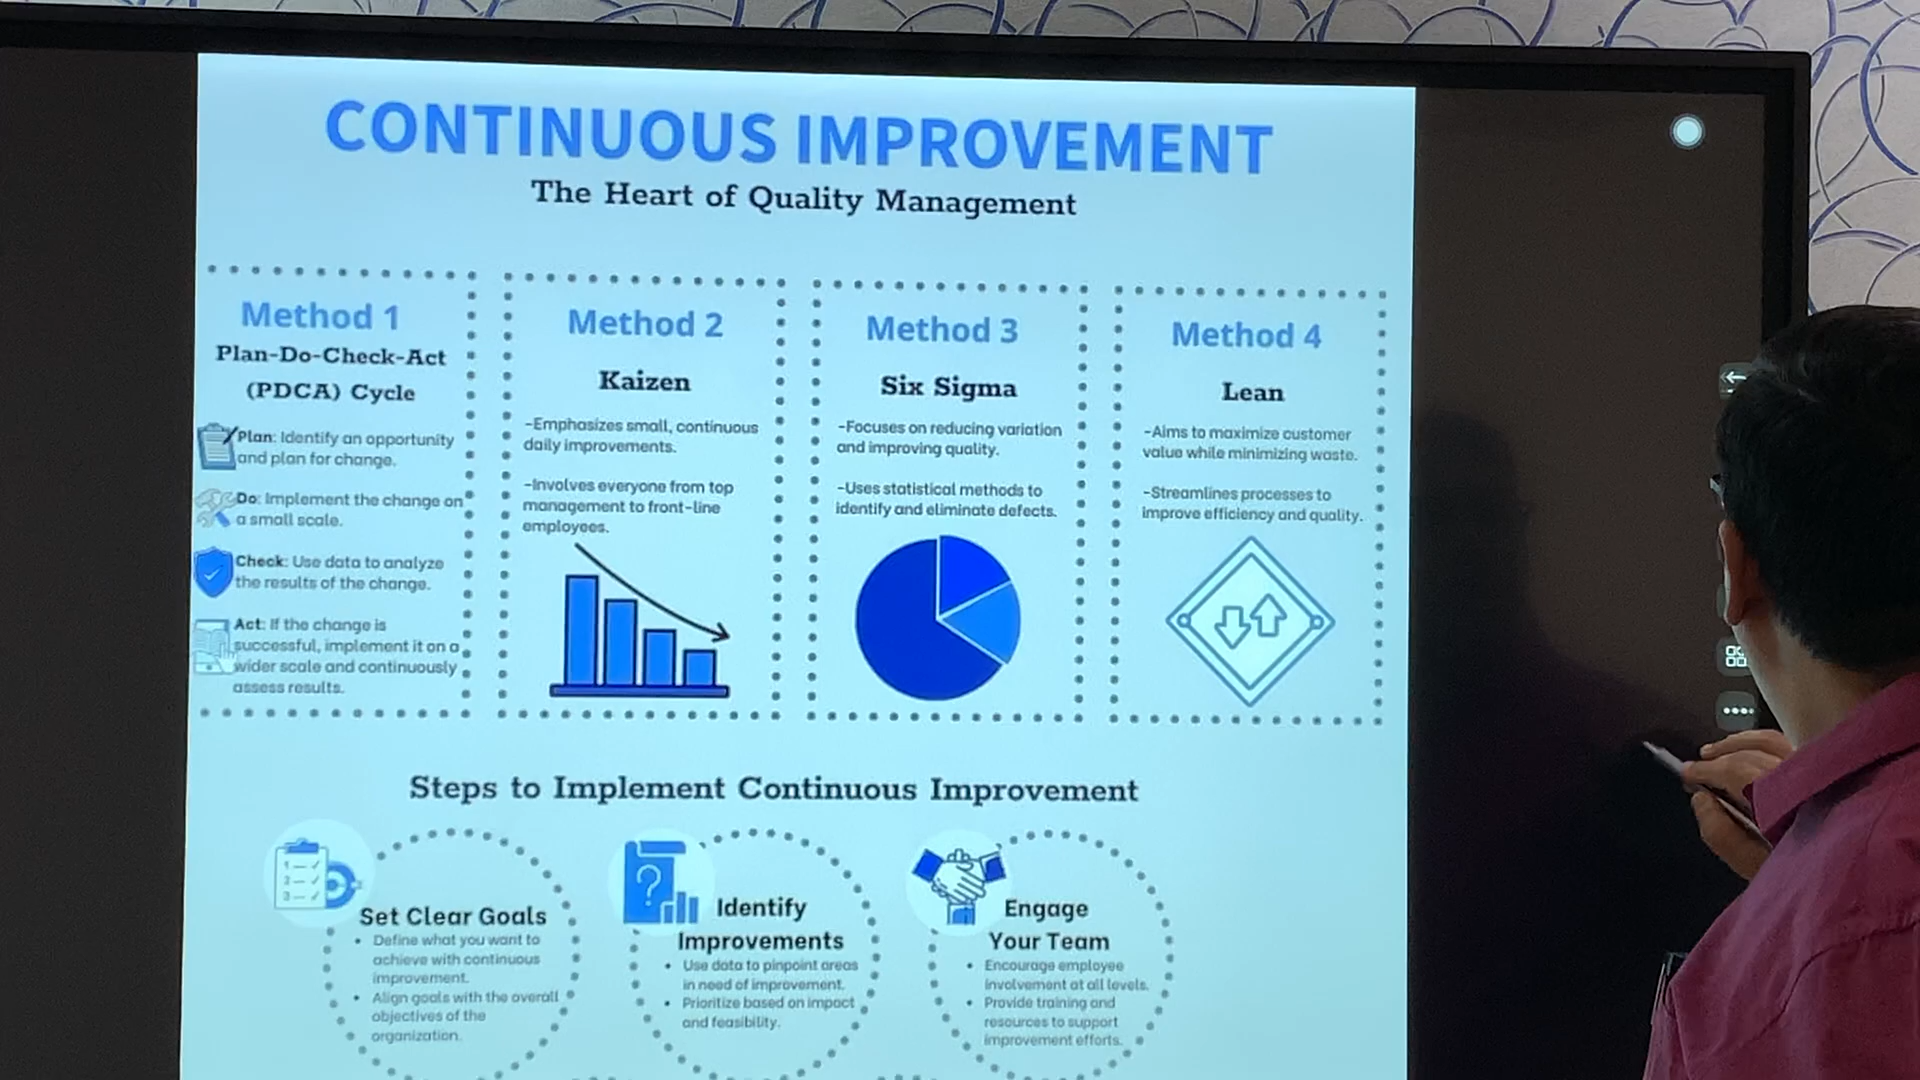 CONTINUOUS IMPROVEMENT
The Heart of Quality Management
Method 1
Plan-Do-Check-Act
(PDCA) Cycle
Plan: Identify an opportunity
and plan for change.
Do: Implement the change on
a small scale.
Check: Use data to analyze
the results of the change.
Act: If the change is
successful, implement it on a
wider scale and continuously
assess results.
Method 2
Kaizen
-Emphasizes small, continuous
daily improvements.
-Involves everyone from top
management to front-line
employees.
Method 3
Six Sigma
-Focuses on reducing variation
and improving quality.
-Uses statistical methods to
identify and eliminate defects.
Method 4
Lean
-Aims to maximize customer
value while minimizing waste.
-Streamlines processes to
improve efficiency and quality.
Steps to Implement Continuous Improvement
1
2
3
Set Clear Goals
• Define what you want to
achieve with continuous
improvement.
• Align goals with the overall
objectives of the
organization.
?
Identify
Improvements
• Use data to pinpoint areas
in need of improvement.
• Prioritize based on impact
and feasibility.
Engage
Your Team
• Encourage employee
involvement at all levels.
• Provide training and
resources to support
improvement efforts.